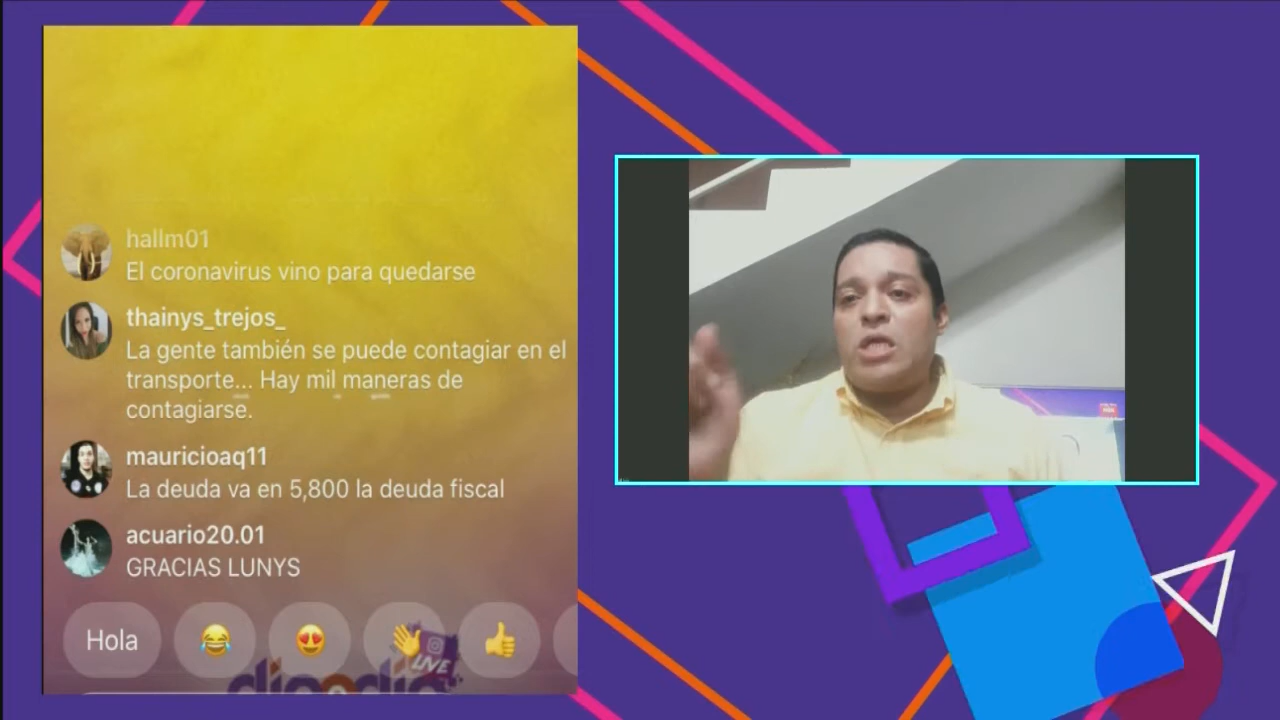 hallm01
El coronavirus vino para quedarse
thainys_trejos_
La gente también se puede contagiar en el
transporte... Hay mil maneras de
contagiarse.
mauricioaq11
La deuda va en 5,800 la deuda fiscal
acuario20.01
GRACIAS LUNYS
Hola
LIVE